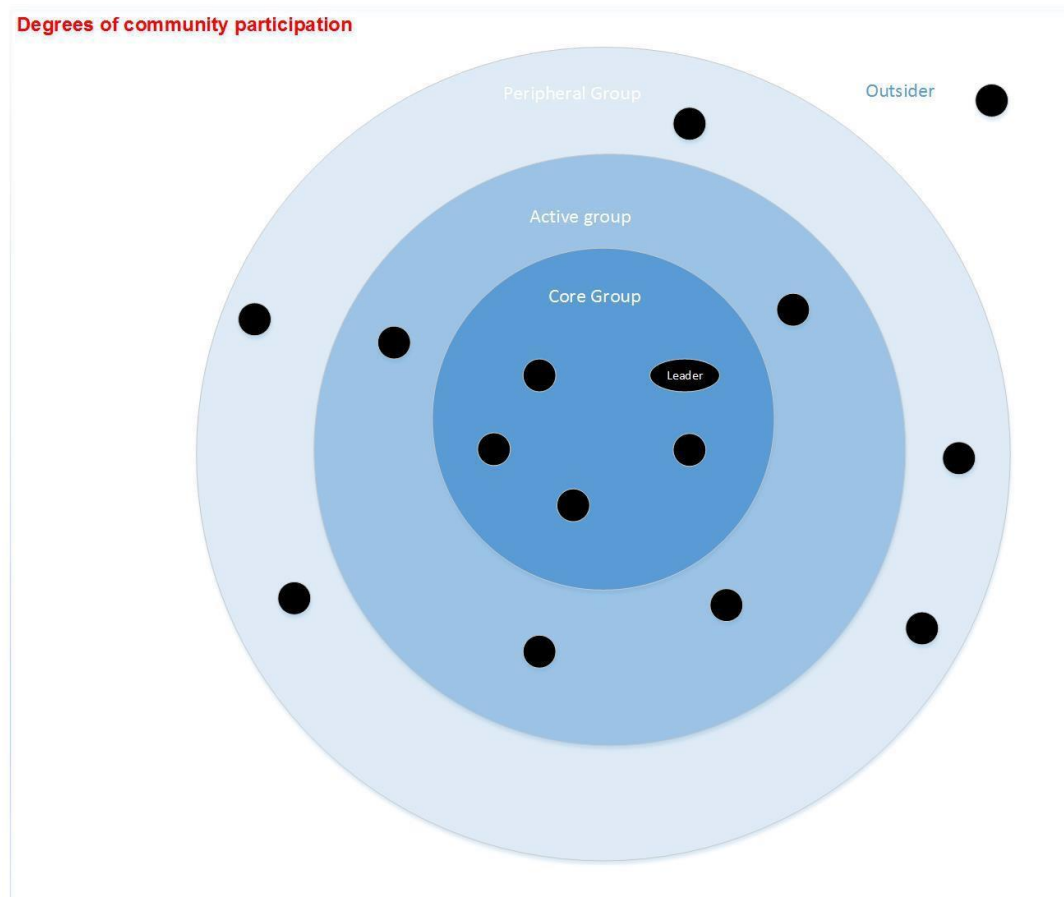 Degrees of community participation
Peripheral Group
Outsider
Active group
Core Group
Leader